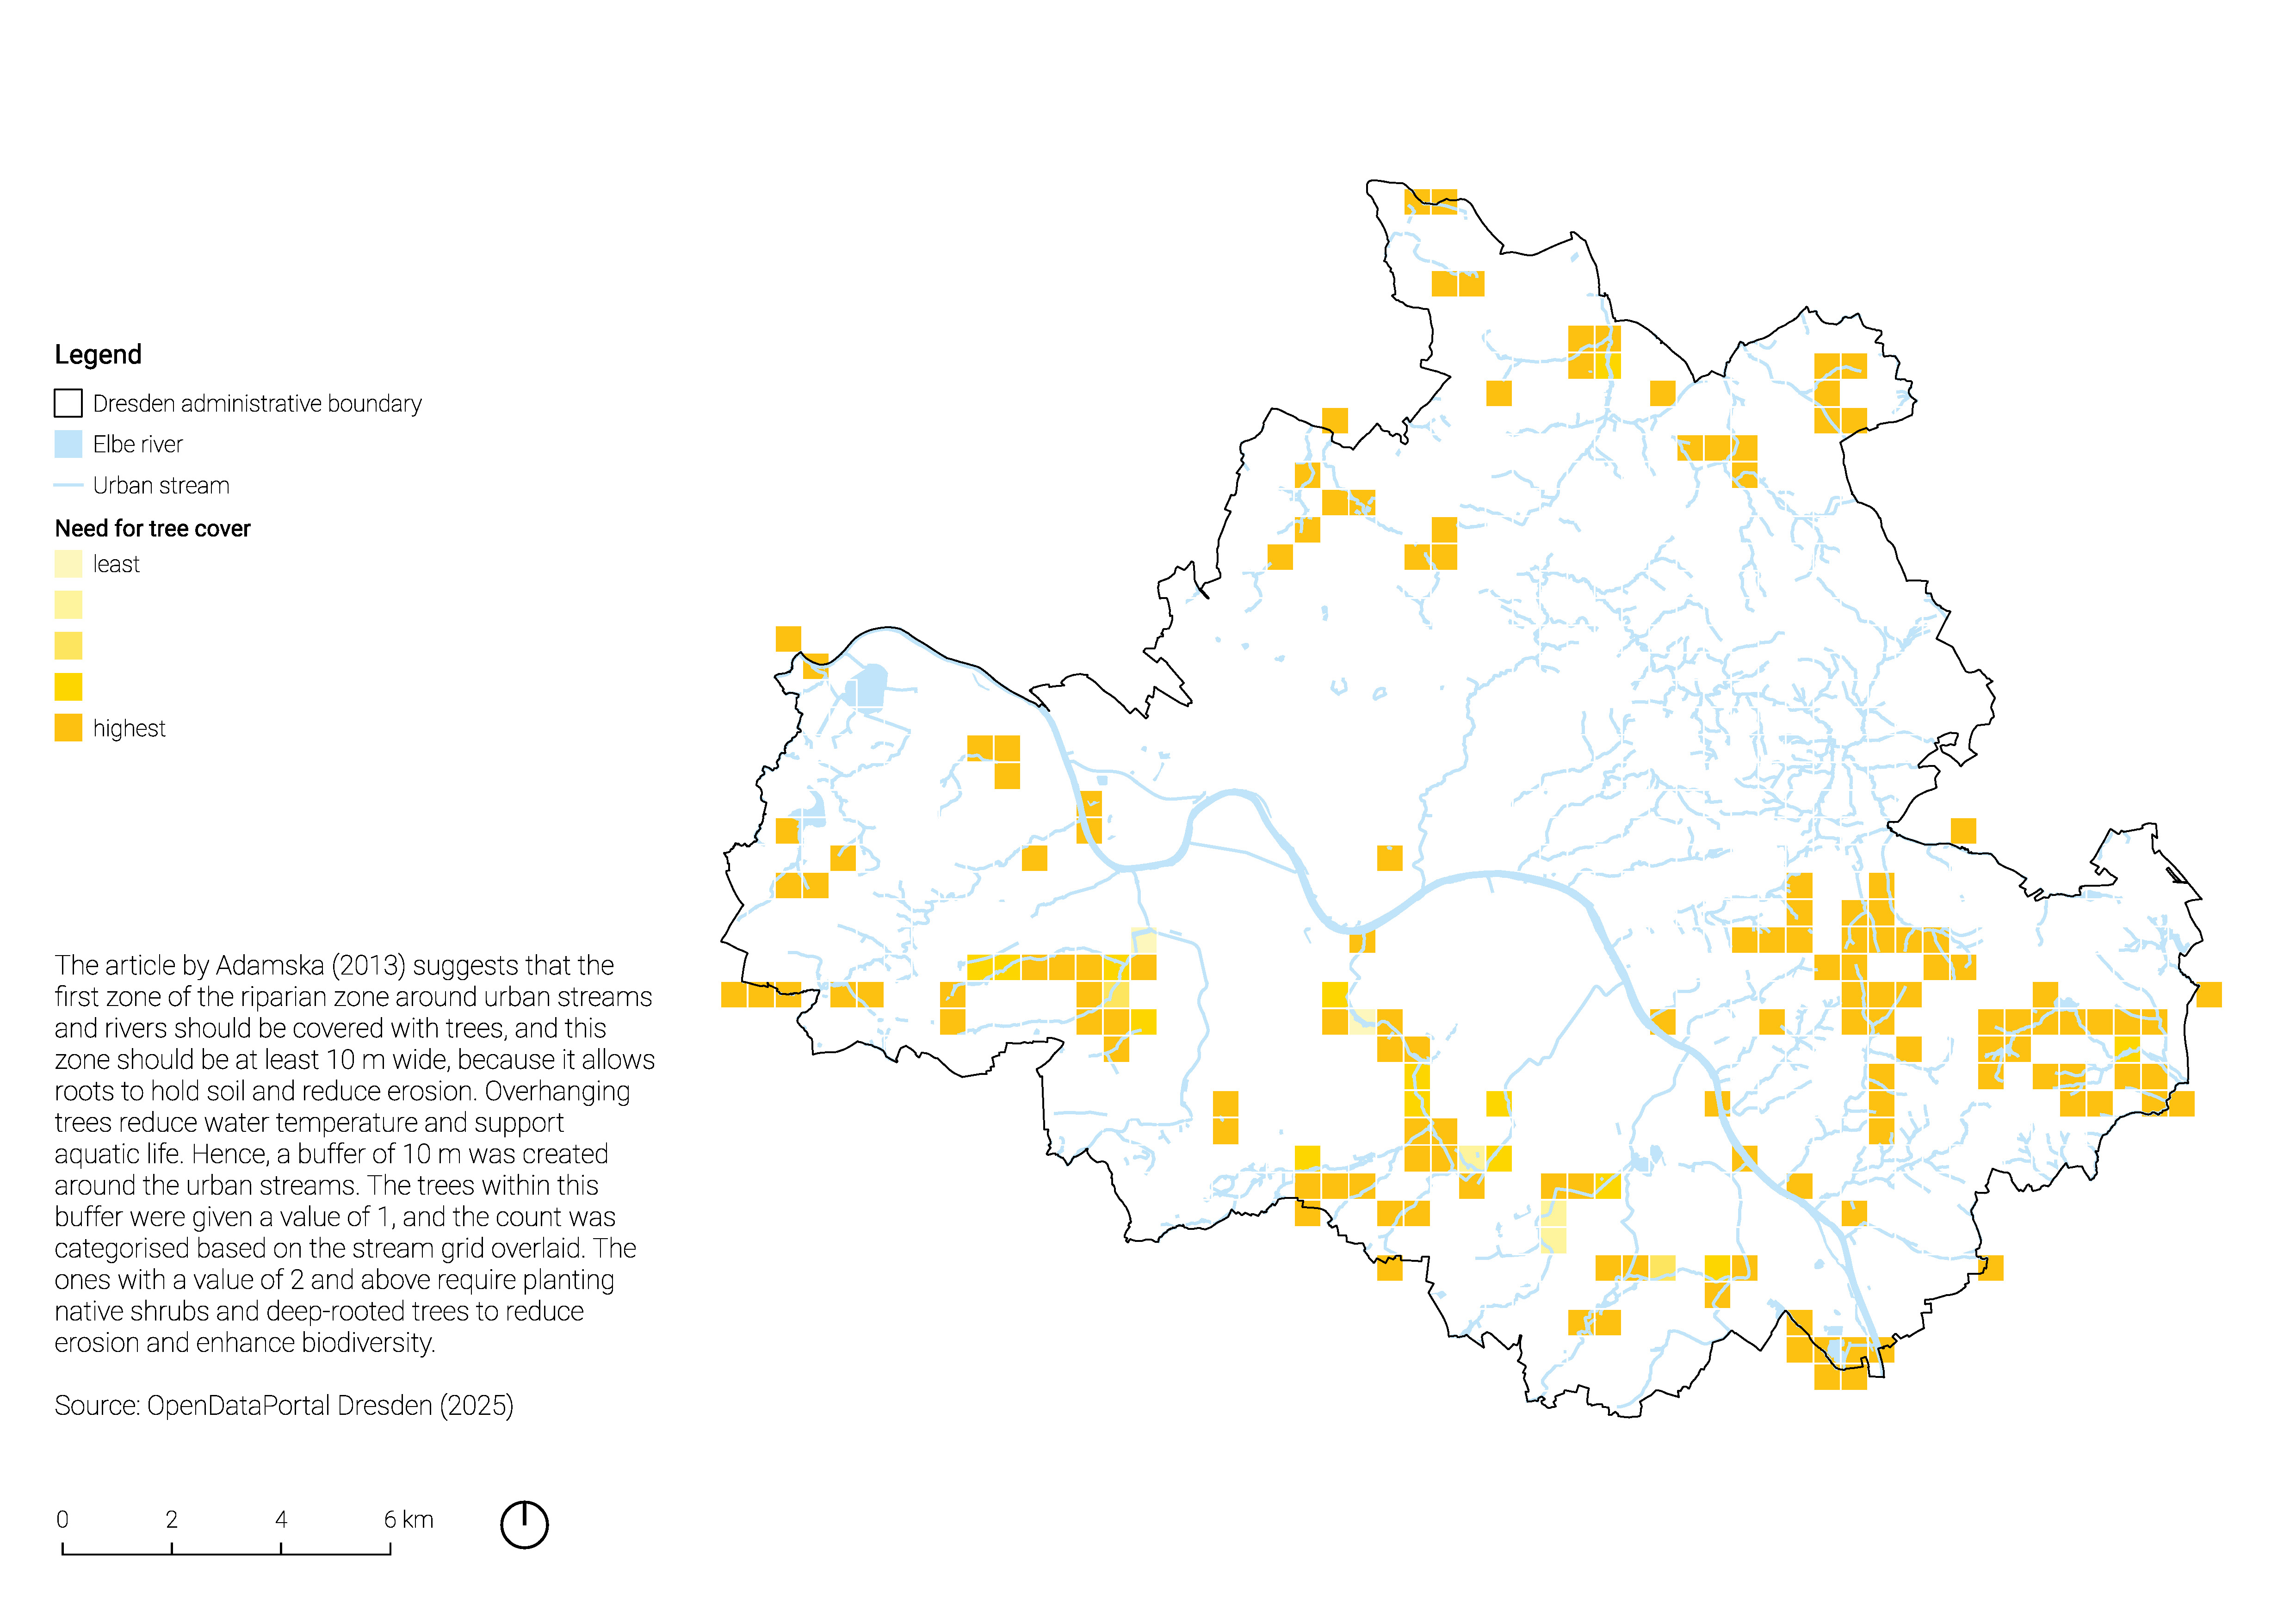 Legend
Dresden administrative boundary
Elbe river
Urban stream
Need for tree cover
least
highest
The article by Adamska (2013) suggests that the
first zone of the riparian zone around urban streams
and rivers should be covered with trees, and this
zone should be at least 10 m wide, because it allows
roots to hold soil and reduce erosion. Overhanging
trees reduce water temperature and support
aquatic life. Hence, a buffer of 10 m was created
around the urban streams. The trees within this
buffer were given a value of 1, and the count was
categorised based on the stream grid overlaid. The
ones with a value of 2 and above require planting
native shrubs and deep-rooted trees to reduce
erosion and enhance biodiversity.
Source: OpenDataPortal Dresden (2025)
0 2 4 6 km